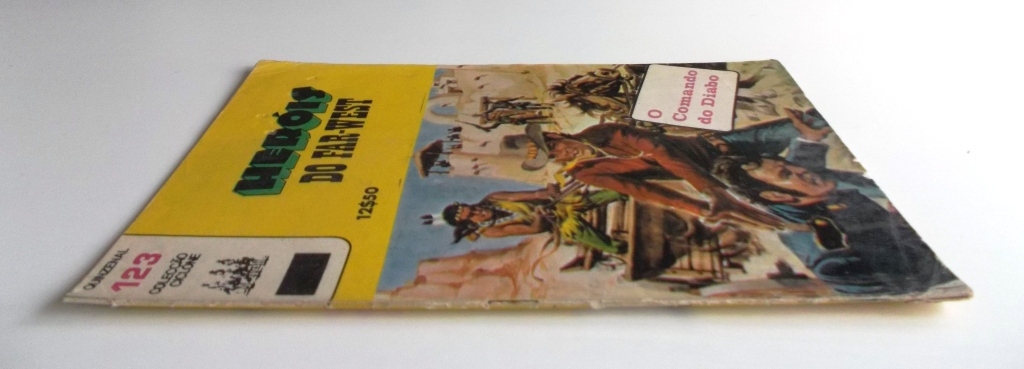 QUINZENAL
123
COLECÇÃO
CICLONE
HERÓIS
DO FAR-WEST
12$50
O
Comando
do Diabo